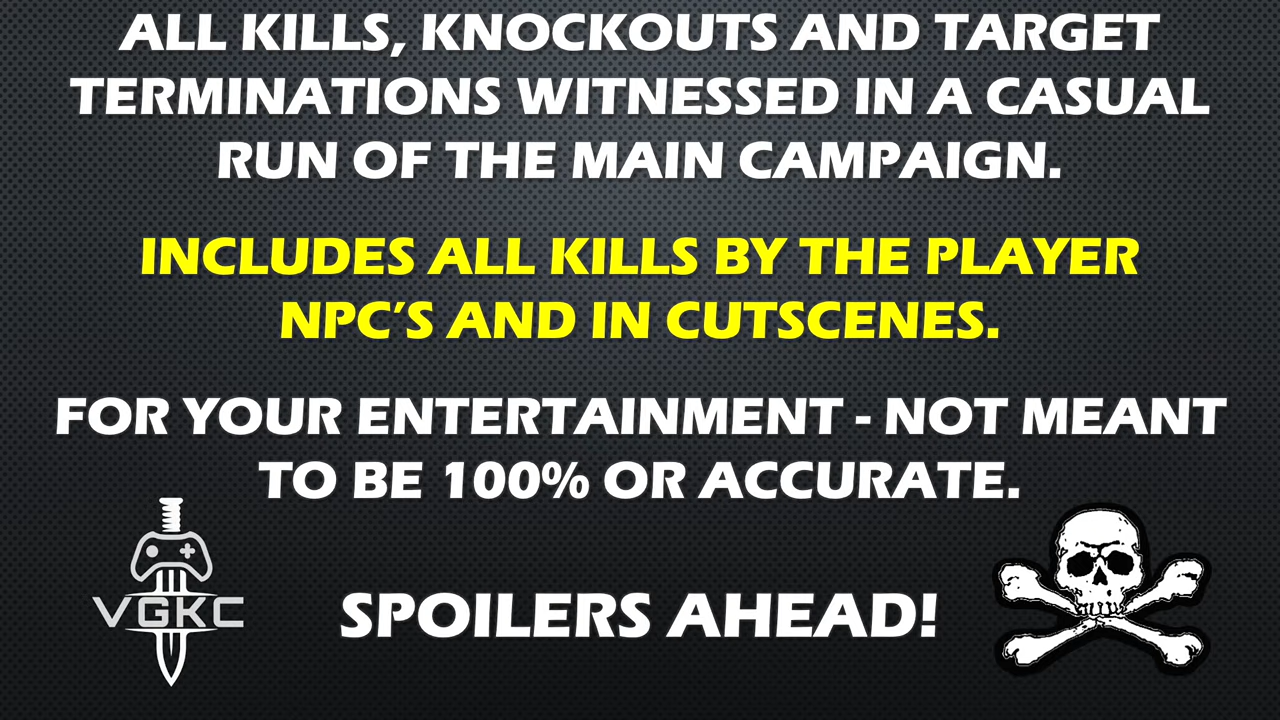 ALL KILLS, KNOCKOUTS AND TARGET
TERMINATIONS WITNESSED IN A CASUAL
RUN OF THE MAIN CAMPAIGN.
INCLUDES ALL KILLS BY THE PLAYER
NPC'S AND IN CUTSCENES.
FOR YOUR ENTERTAINMENT - NOT MEANT
TO BE 100% OR ACCURATE.
VGKC
SPOILERS AHEAD!